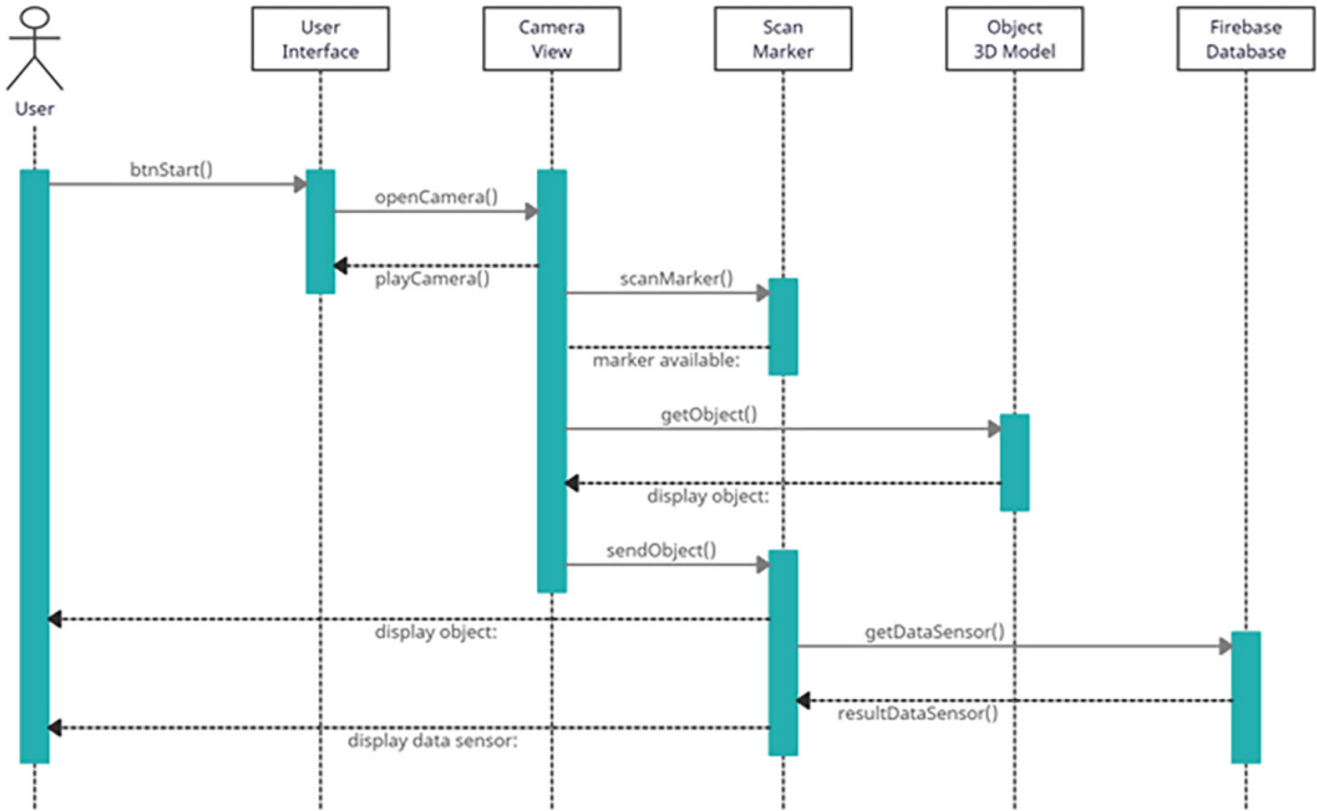 User
Interface
Camera
View
Scan
Marker
Object
3D Model
Firebase
Database
User
btnStart()
openCamera()
playCamera()
scanMarker()
marker available:
getObject()
display object:
sendObject()
display object:
getDataSensor()
resultDataSensor()
display data sensor: